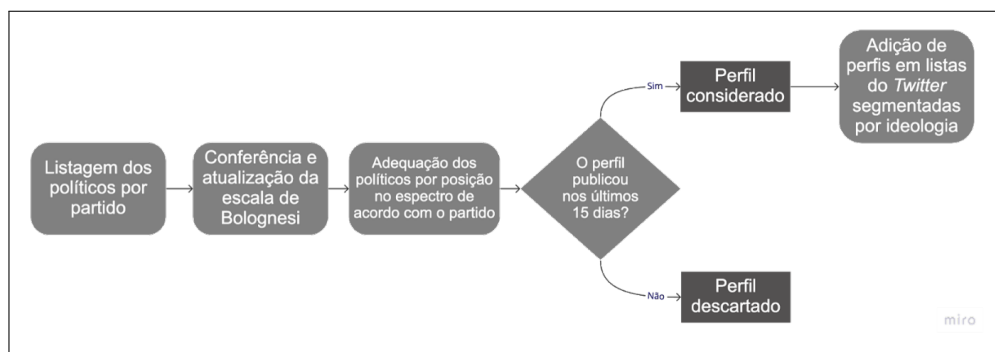 Listagem dos
políticos por
partido
Conferência e
atualização da
escala de
Bolognesi
Adequação dos
políticos por posição
no espectro de
acordo com o partido
O perfil
publicou
nos últimos
15 dias?
Sim
Perfil
considerado
Adição de
perfis em listas
do Twitter
segmentadas
por ideologia
Não
Perfil
descartado
miro